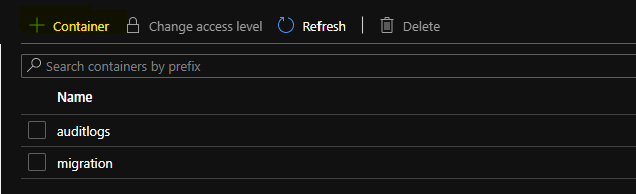 + Container Change access level Refresh | Delete
Search containers by prefix
Name
auditlogs
migration